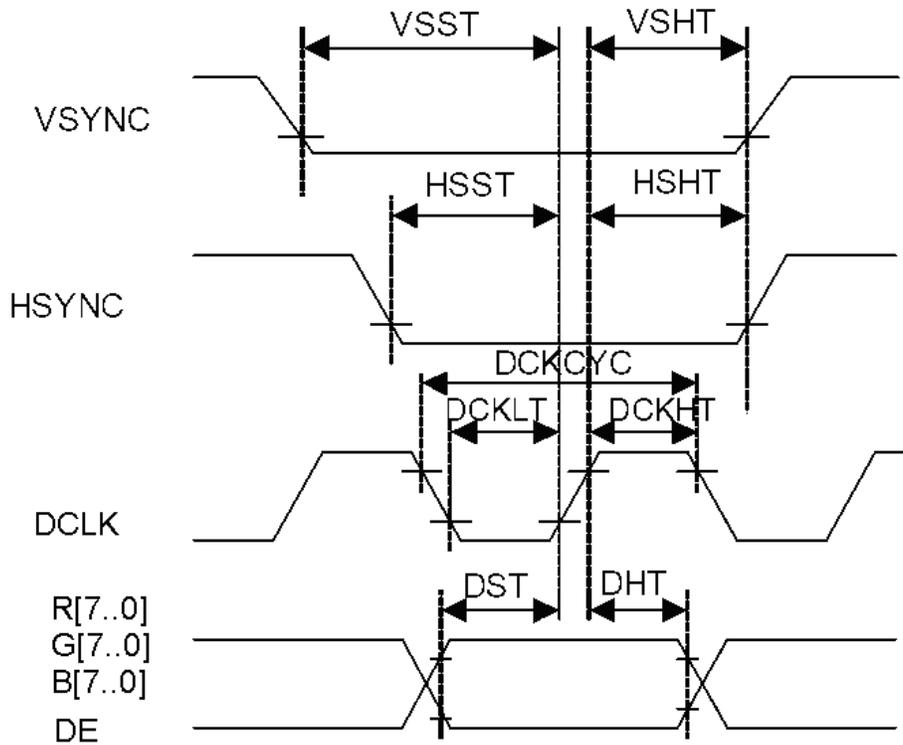 VSST VSHT
VSYNC
HSST HSHT
HSYNC
DCKCYC
DCKLT DCKHT
DCLK
DST DHT
R[7..0]
G[7..0]
B[7..0]
DE